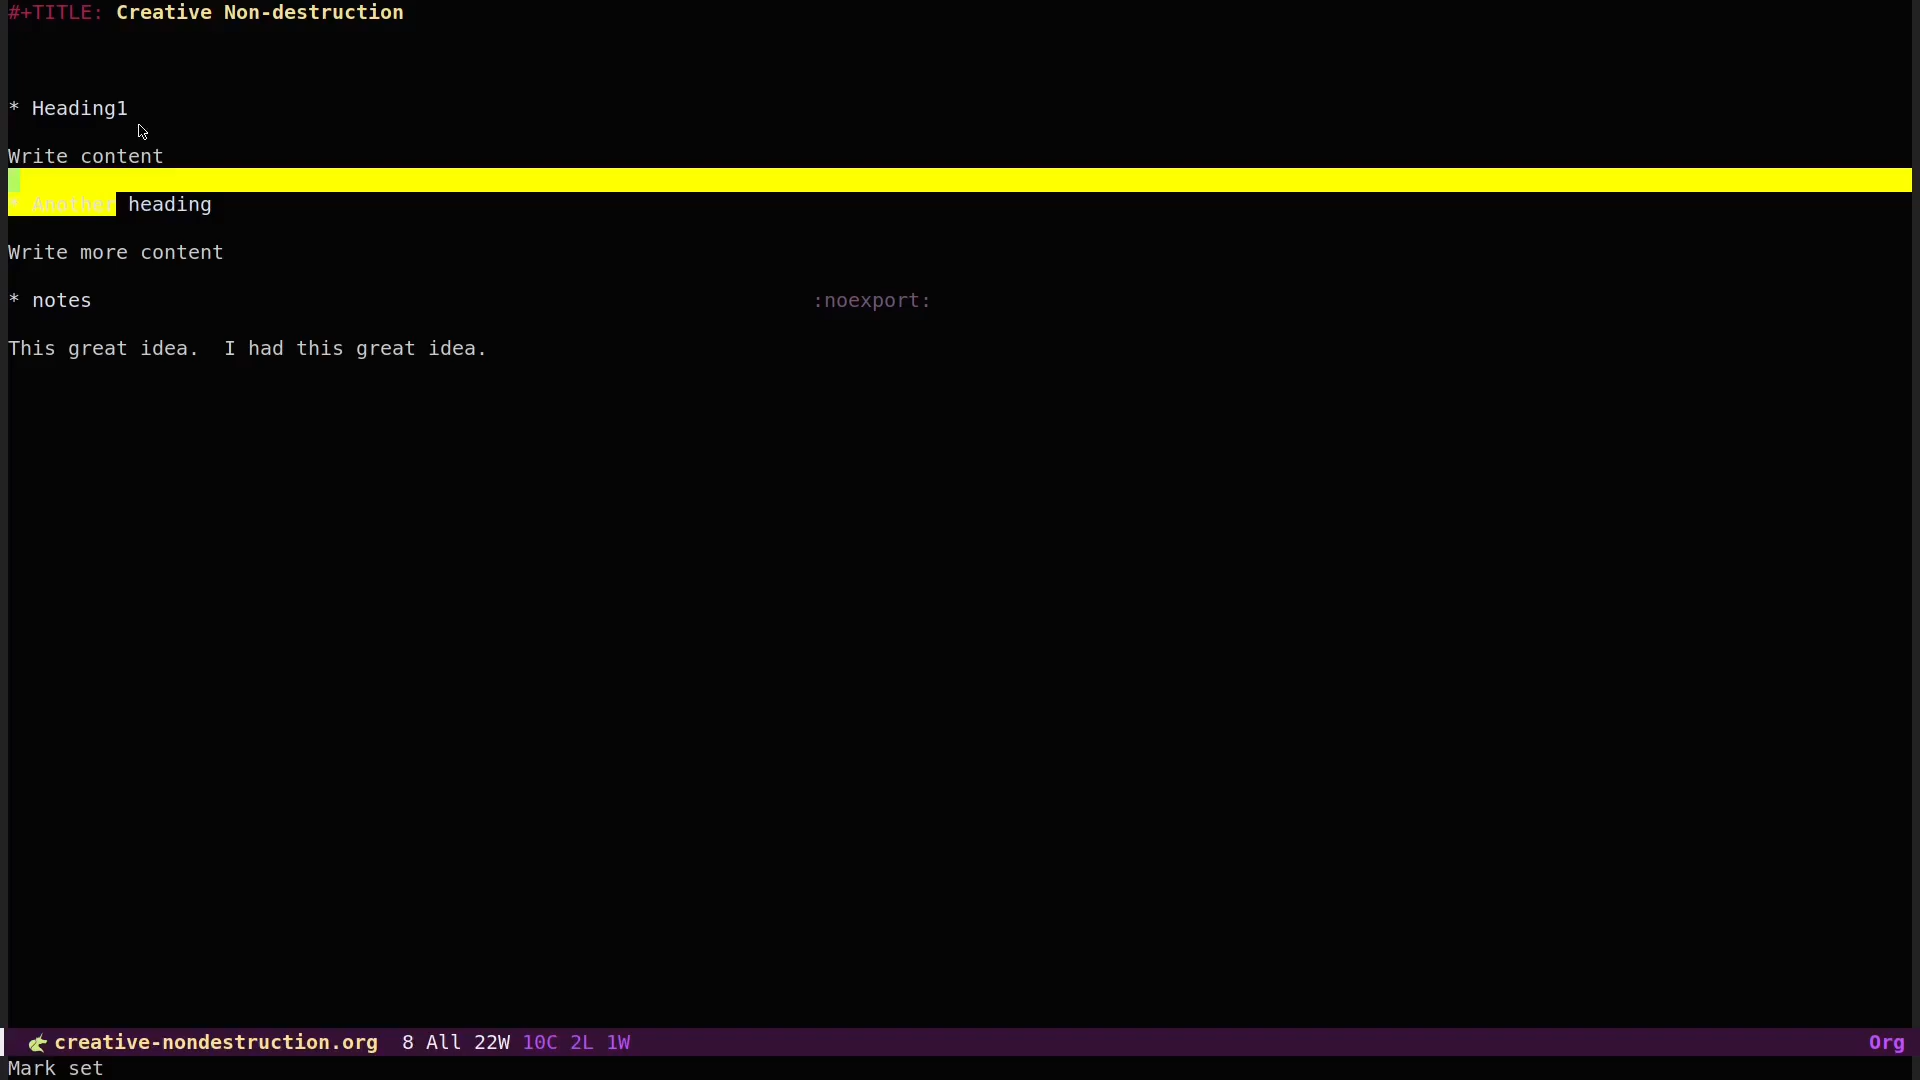 #+TITLE: Creative Non-destruction
* Heading1
Write content
* Another heading
Write more content
* notes :noexport:
This great idea.  I had this great idea.
creative-nondestruction.org 8 All 22W 10C 2L 1W Org
Mark set